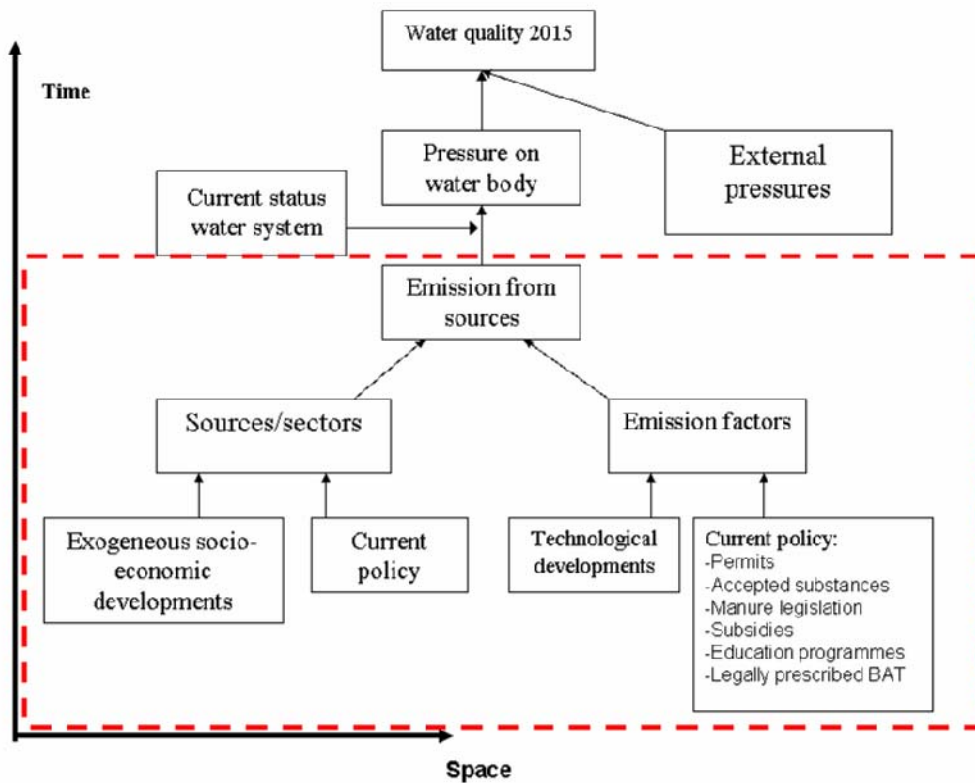 Water quality 2015
Time
Pressure on
water body
External
pressures
Current status
water system
Emission from
sources
Sources/sectors
Emission factors
Exogeneous socio-
economic
developments
Current
policy
Technological
developments
Current policy:
-Permits
-Accepted substances
-Manure legislation
-Subsidies
-Education programmes
-Legally prescribed BAT
Space